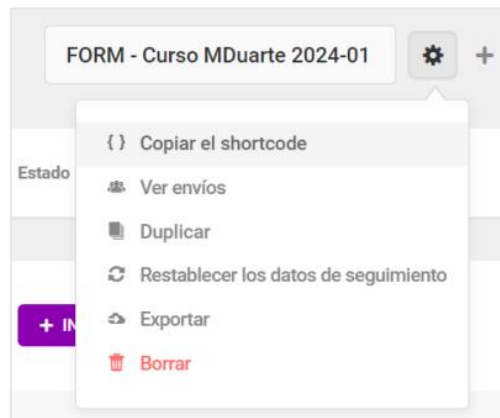 FORM - Curso MDuarte 2024-01
{ } Copiar el shortcode
Estado
Ver envíos
Duplicar
Restablecer los datos de seguimiento
+ IN
Exportar
Borrar